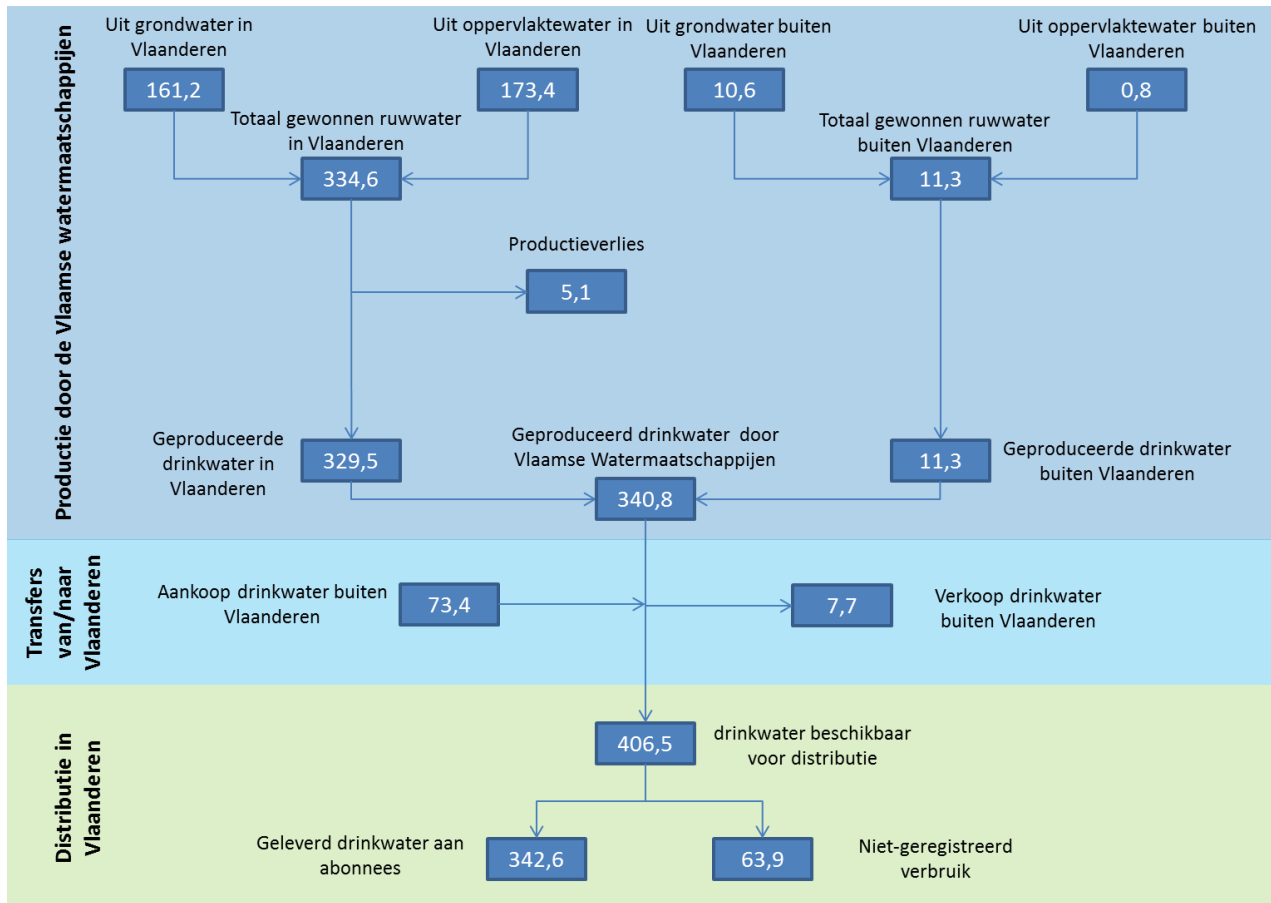 Productie door de Vlaamse watermaatschappijen
Uit grondwater in
Vlaanderen
161,2
Uit oppervlaktewater in
Vlaanderen
173,4
Uit grondwater buiten
Vlaanderen
10,6
Uit oppervlaktewater buiten
Vlaanderen
0,8
Totaal gewonnen ruwwater
in Vlaanderen
334,6
Totaal gewonnen ruwwater
buiten Vlaanderen
11,3
Productieverlies
5,1
Geproduceerde
drinkwater in
Vlaanderen
329,5
Geproduceerd drinkwater door
Vlaamse Watermaatschappijen
340,8
11,3
Geproduceerde drinkwater
buiten Vlaanderen
Transfers
van/naar
Vlaanderen
Aankoop drinkwater buiten
Vlaanderen
73,4
7,7
Verkoop drinkwater
buiten Vlaanderen
Distributie in
Vlaanderen
406,5
drinkwater beschikbaar
voor distributie
Geleverd drinkwater aan
abonnees
342,6
63,9
Niet-geregistreerd
verbruik